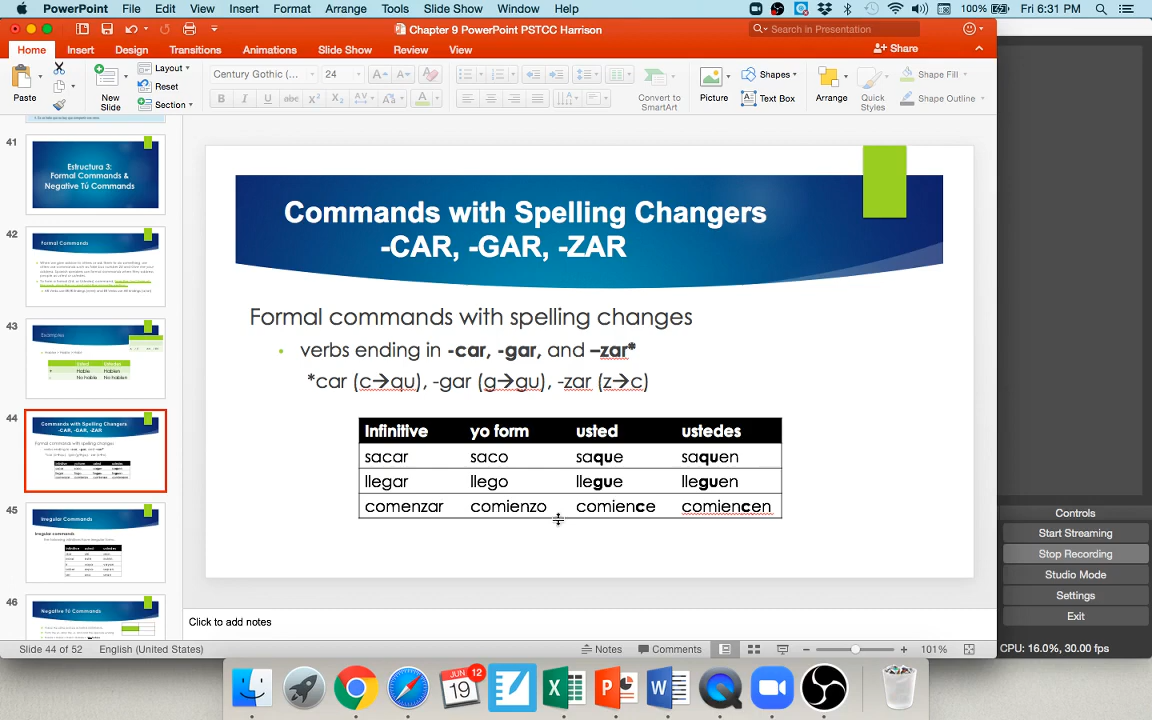 PowerPoint File Edit View Insert Format Arrange Tools Slide Show Window Help 100% Fri 6:31 PM
Chapter 9 PowerPoint PSTCC Harrison
Search in Presentation
Home Insert Design Transitions Animations Slide Show Review View
Share
Paste
New
Slide
Layout
Reset
Section
Century Gothic (... 24
Convert to
SmartArt
Picture
Shapes
Text Box
Arrange
Quick
Styles
Shape Fill
Shape Outline
41
Estructura 3:
Formal Commands &
Negative Tú Commands
42
Formal Commands
43
Examples
44
Commands with Spelling Changers
-CAR, -GAR, -ZAR
45
Irregular Commands
Irregular commands
46
Negative Tú Commands
Commands with Spelling Changers
-CAR, -GAR, -ZAR
Formal commands with spelling changes
• verbs ending in -car, -gar, and –zar*
*car (c→qu), -gar (g→gu), -zar (z→c)
Infinitive yo form usted ustedes
sacar saco saque saquen
llegar llego llegue lleguen
comenzar comienzo comience comiencen
Click to add notes
Slide 44 of 52 English (United States) Notes Comments 101%
Controls
Start Streaming
Stop Recording
Studio Mode
Settings
Exit
CPU: 16.0%, 30.00 fps
JUN 12
19